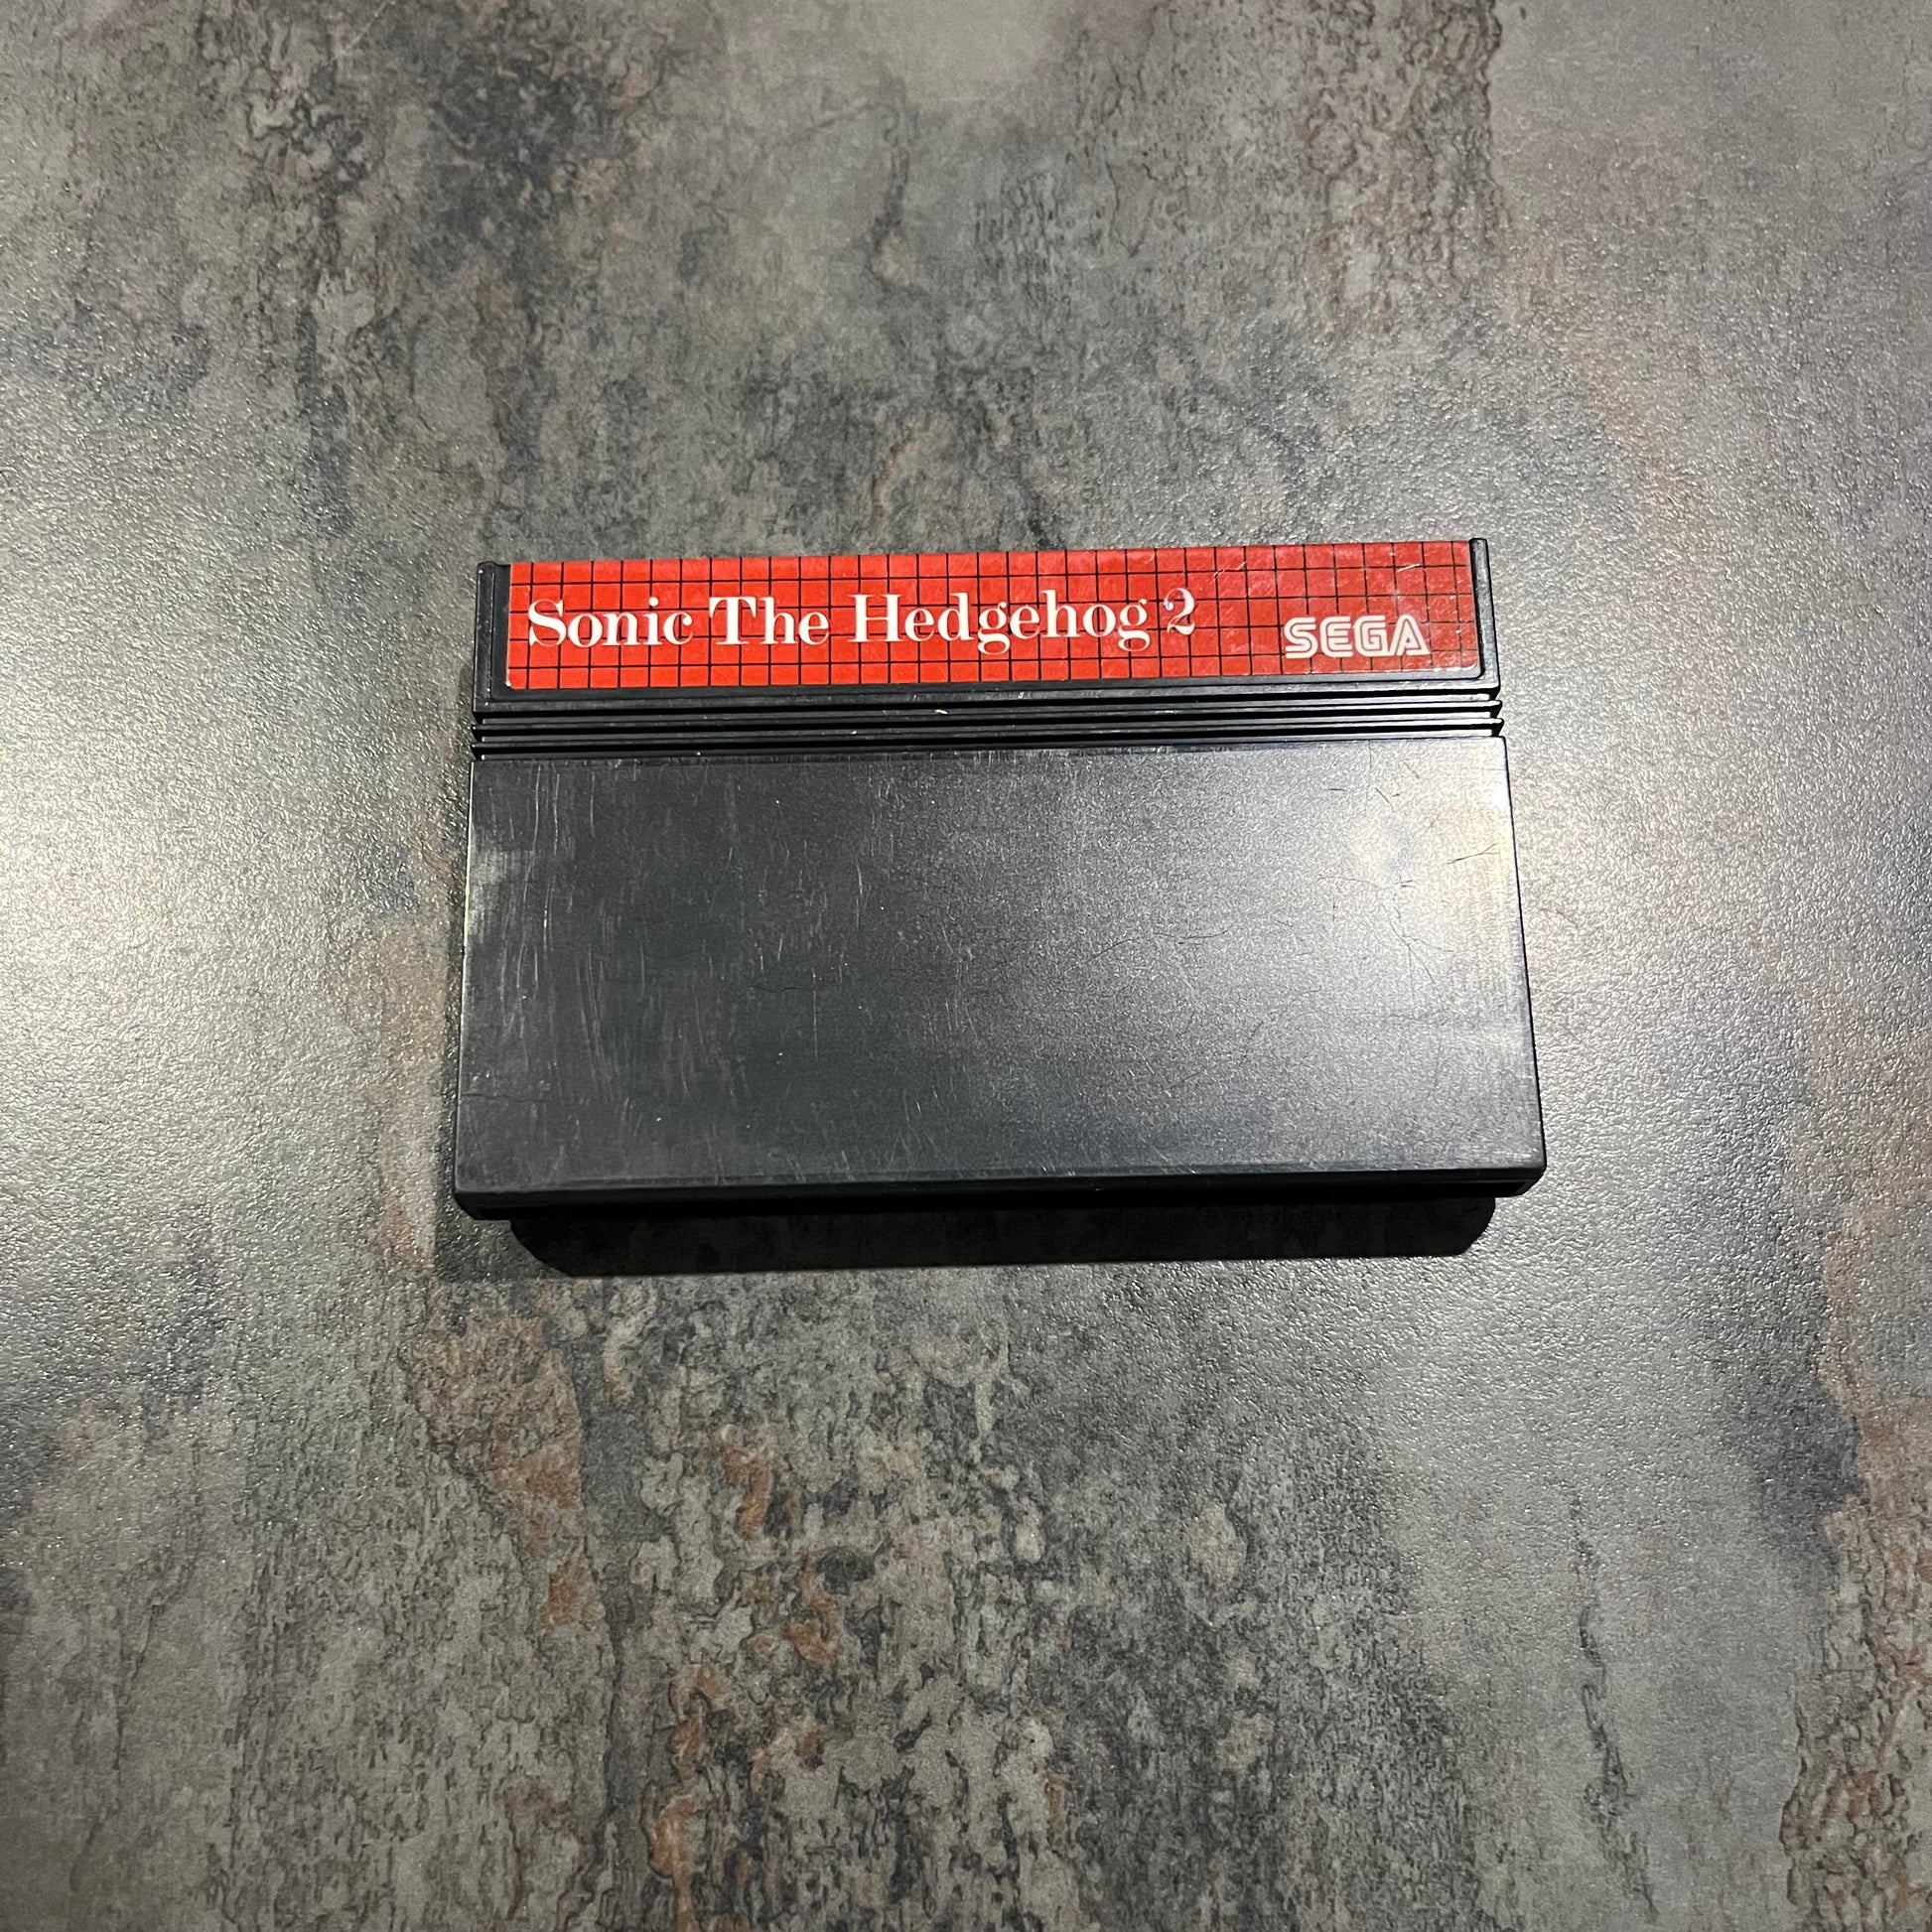 Sonic The Hedgehog 2
SEGA